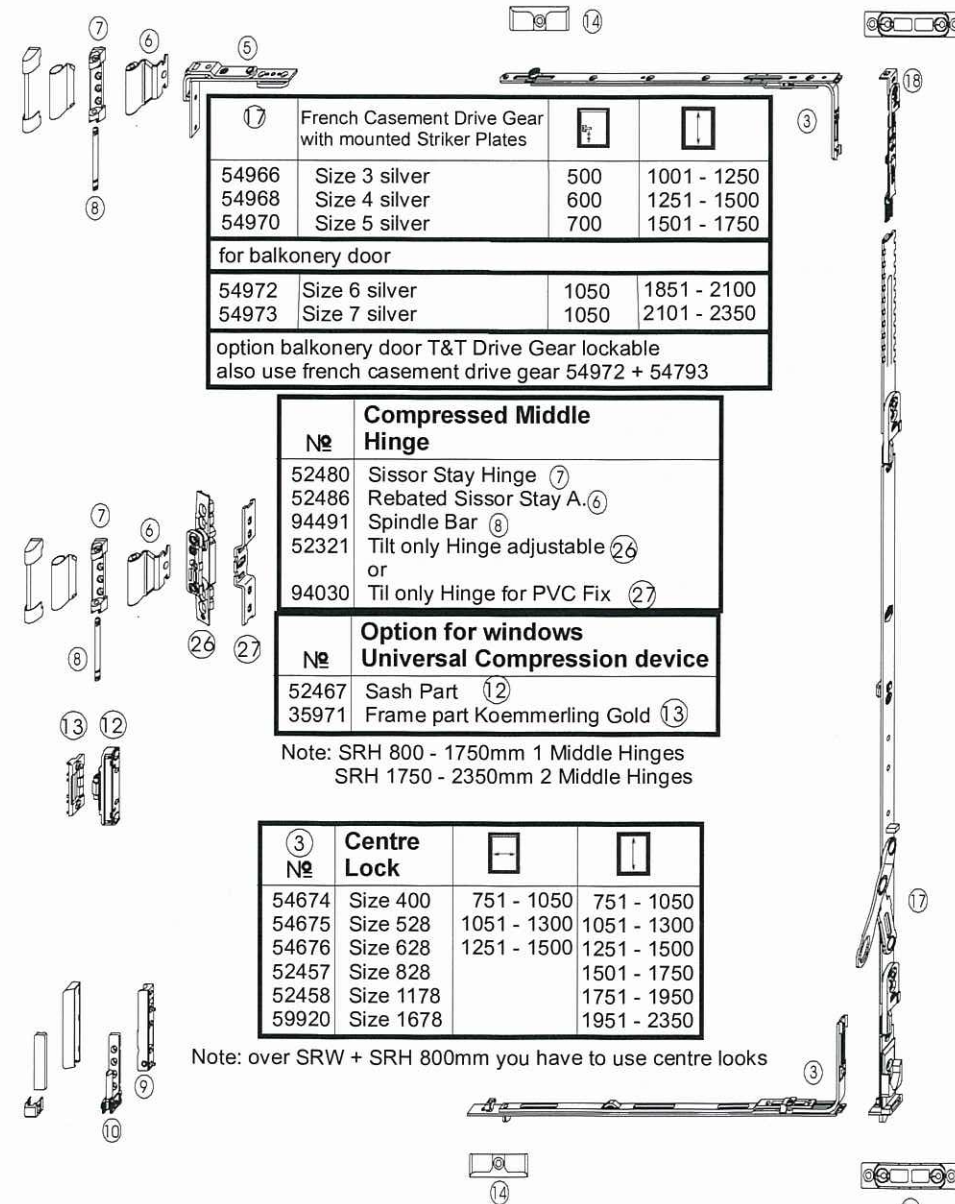 14
7
6
5
18
3
8
17 French Casement Drive Gear
with mounted Striker Plates
54966 Size 3 silver 500 1001 - 1250
54968 Size 4 silver 600 1251 - 1500
54970 Size 5 silver 700 1501 - 1750
for balkonery door
54972 Size 6 silver 1050 1851 - 2100
54973 Size 7 silver 1050 2101 - 2350
option balkonery door T&T Drive Gear lockable
also use french casement drive gear 54972 + 54793
Compressed Middle
Nº Hinge
52480 Sissor Stay Hinge 7
52486 Rebated Sissor Stay A. 6
94491 Spindle Bar 8
52321 Tilt only Hinge adjustable 26
or
94030 Til only Hinge for PVC Fix 27
7
6
8
26
27
Option for windows
Nº Universal Compression device
52467 Sash Part 12
35971 Frame part Koemmerling Gold 13
13
12
Note: SRH 800 - 1750mm 1 Middle Hinges
SRH 1750 - 2350mm 2 Middle Hinges
3 Centre
Nº Lock
54674 Size 400 751 - 1050 751 - 1050
54675 Size 528 1051 - 1300 1051 - 1300
54676 Size 628 1251 - 1500 1251 - 1500
52457 Size 828 1501 - 1750
52458 Size 1178 1751 - 1950
59920 Size 1678 1951 - 2350
17
Note: over SRW + SRH 800mm you have to use centre looks
3
9
10
14